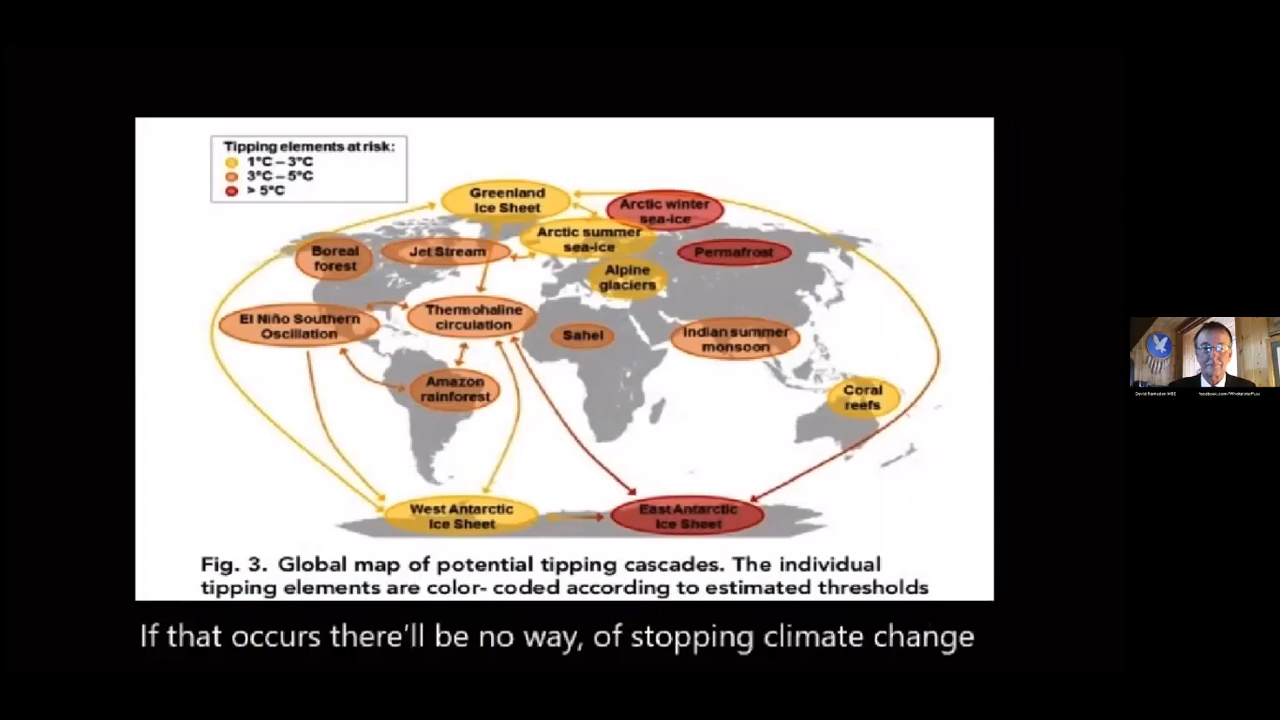 Tipping elements at risk:
1°C – 3°C
3°C – 5°C
> 5°C
Greenland
Ice Sheet
Arctic winter
sea-ice
Arctic summer
sea-ice
Boreal
forest
Jet Stream
Permafrost
Alpine
glaciers
El Niño Southern
Oscillation
Thermohaline
circulation
Sahel
Indian summer
monsoon
Amazon
rainforest
Coral
reefs
West Antarctic
Ice Sheet
East Antarctic
Ice Sheet
Fig. 3. Global map of potential tipping cascades. The individual
tipping elements are color- coded according to estimated thresholds
If that occurs there'll be no way, of stopping climate change